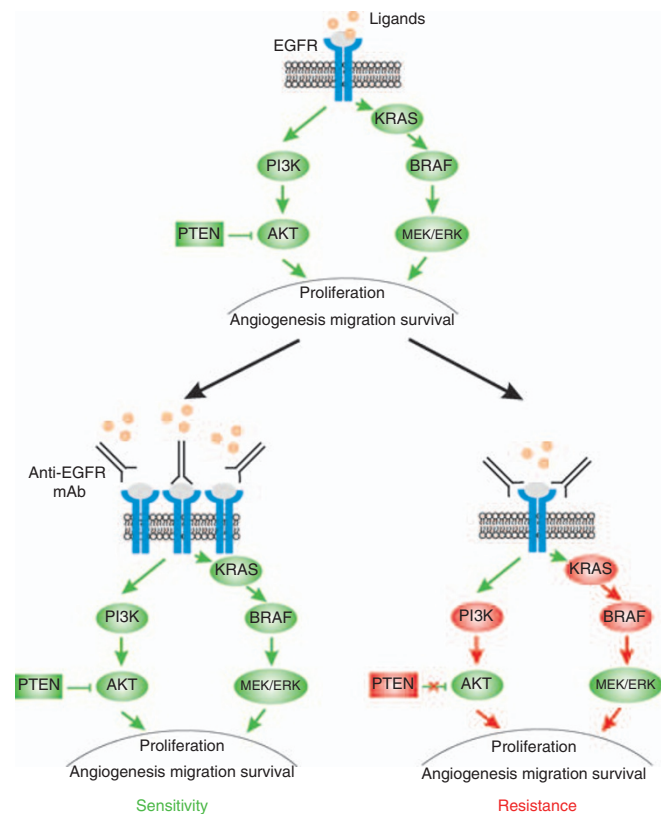 Ligands
EGFR
KRAS
PI3K
BRAF
PTEN
AKT
MEK/ERK
Proliferation
Angiogenesis migration survival
Anti-EGFR
mAb
KRAS
PI3K
BRAF
PTEN
AKT
MEK/ERK
Proliferation
Angiogenesis migration survival
Sensitivity
KRAS
PI3K
BRAF
PTEN
AKT
MEK/ERK
Proliferation
Angiogenesis migration survival
Resistance